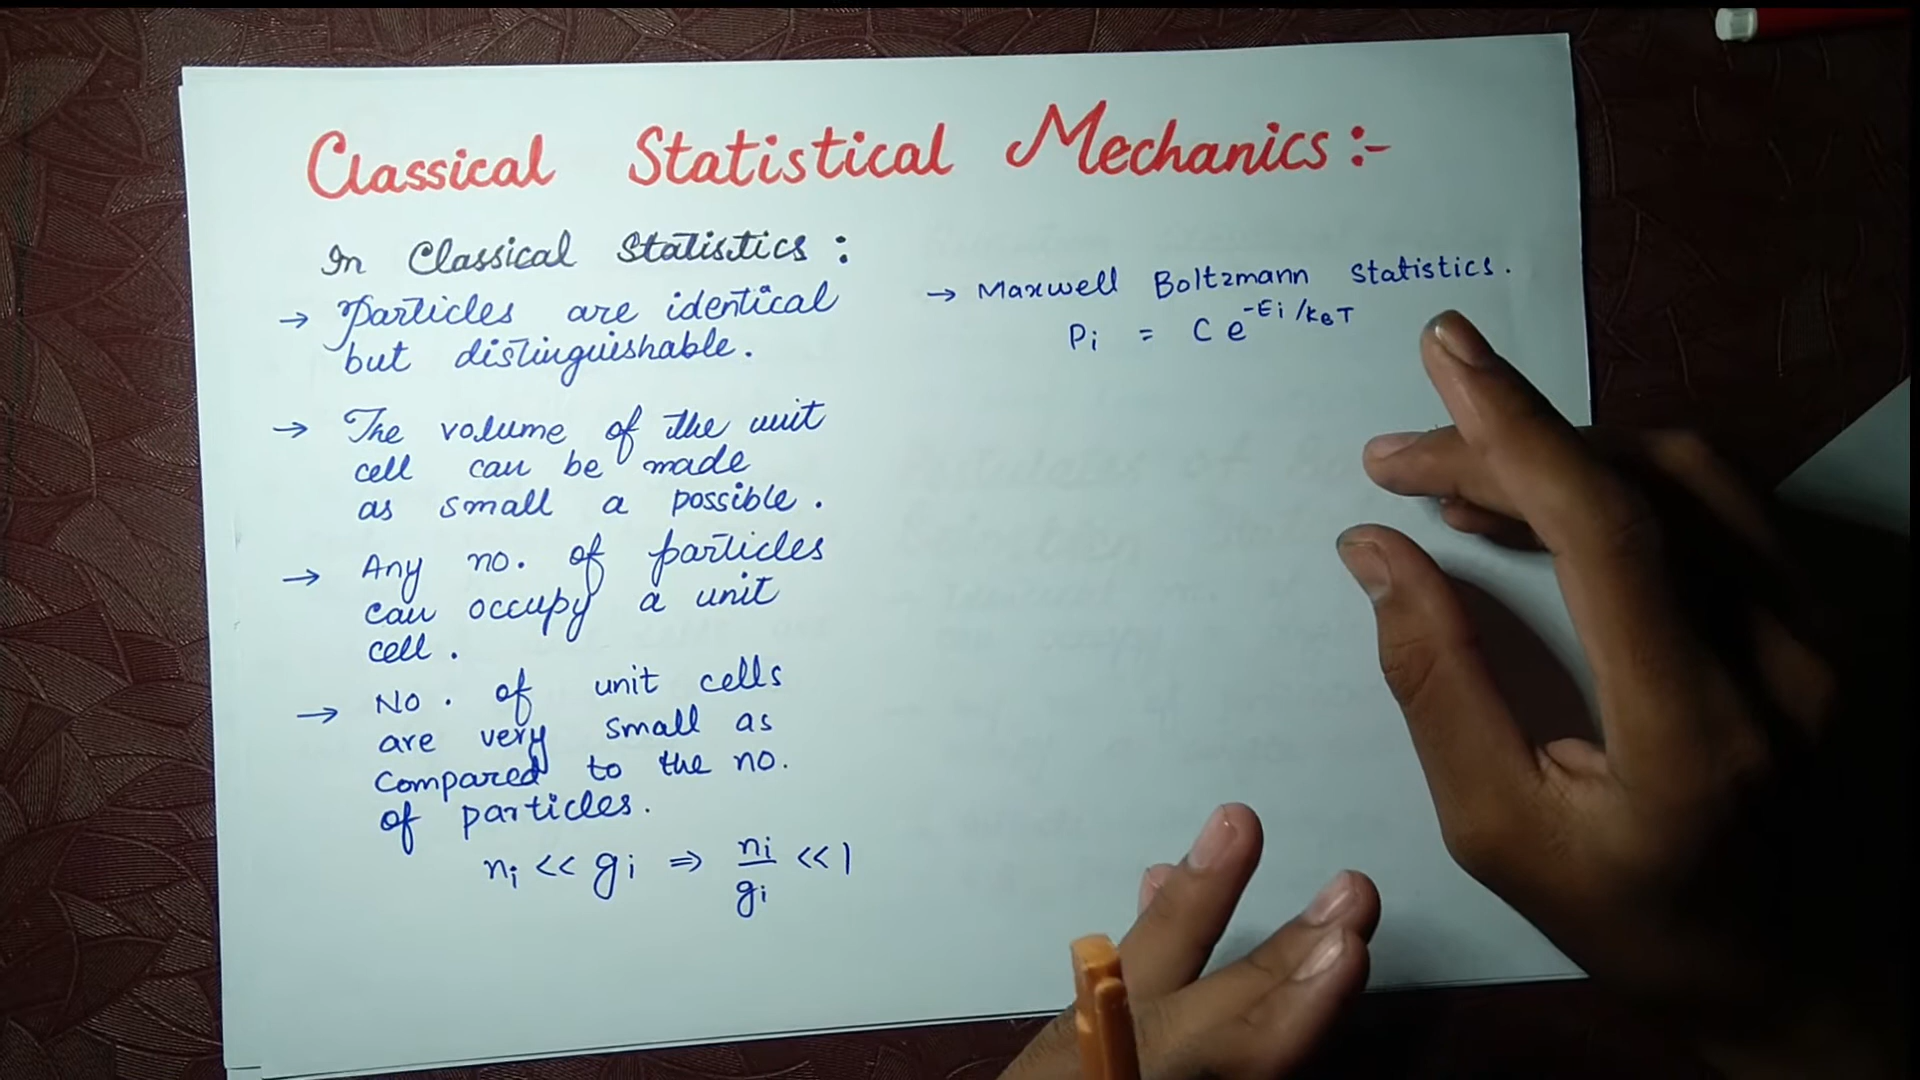 Classical Statistical Mechanics :-
In Classical Statistics :
→ Particles are identical
but distinguishable.
→ The volume of the unit
cell can be made
as small a possible.
→ Any no. of particles
can occupy a unit
cell.
→ No. of unit cells
are very small as
compared to the no.
of particles.
nᵢ << gᵢ ⇒ nᵢ/gᵢ << 1
→ Maxwell Boltzmann Statistics.
Pᵢ = C e^(-Eᵢ/k_BT)